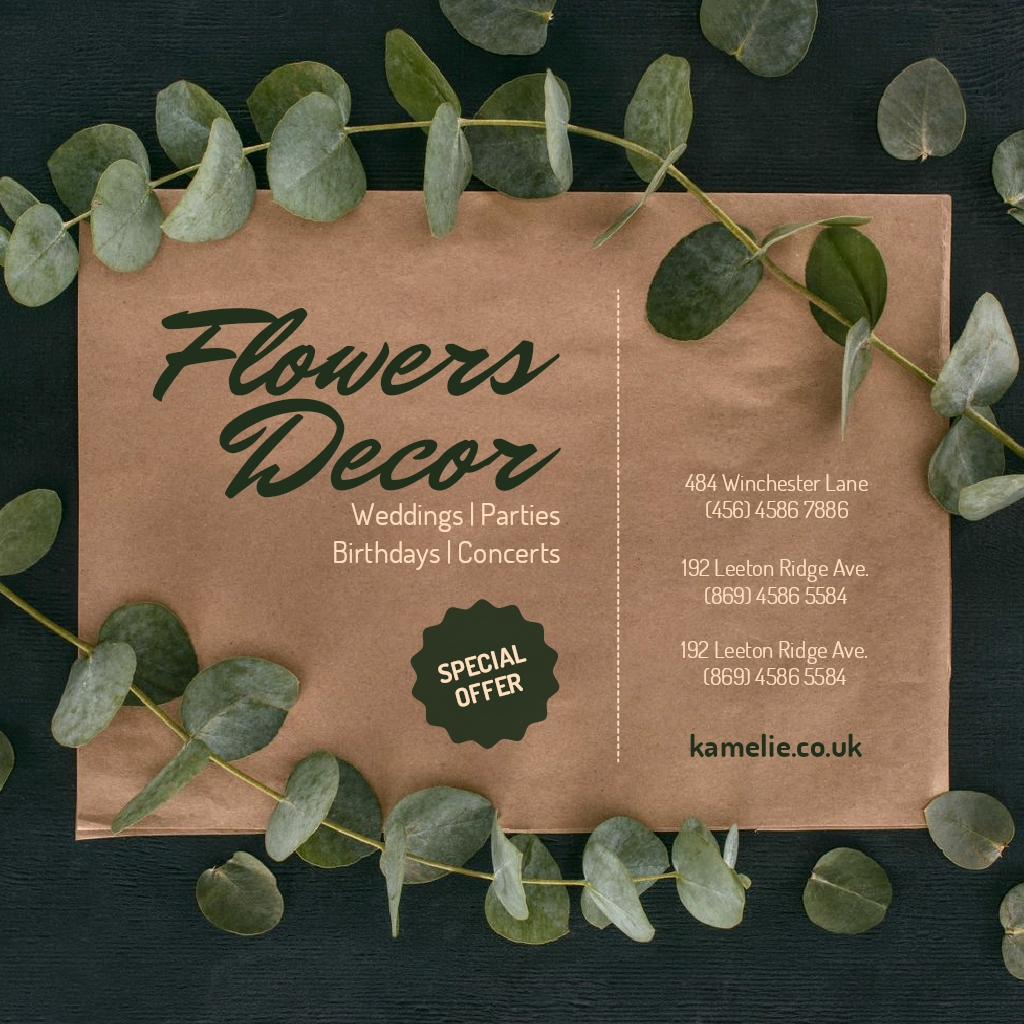 Flowers
Decor
Weddings | Parties
Birthdays | Concerts
SPECIAL
OFFER
484 Winchester Lane
(456) 4586 7886
192 Leeton Ridge Ave.
(869) 4586 5584
192 Leeton Ridge Ave.
(869) 4586 5584
kamelie.co.uk